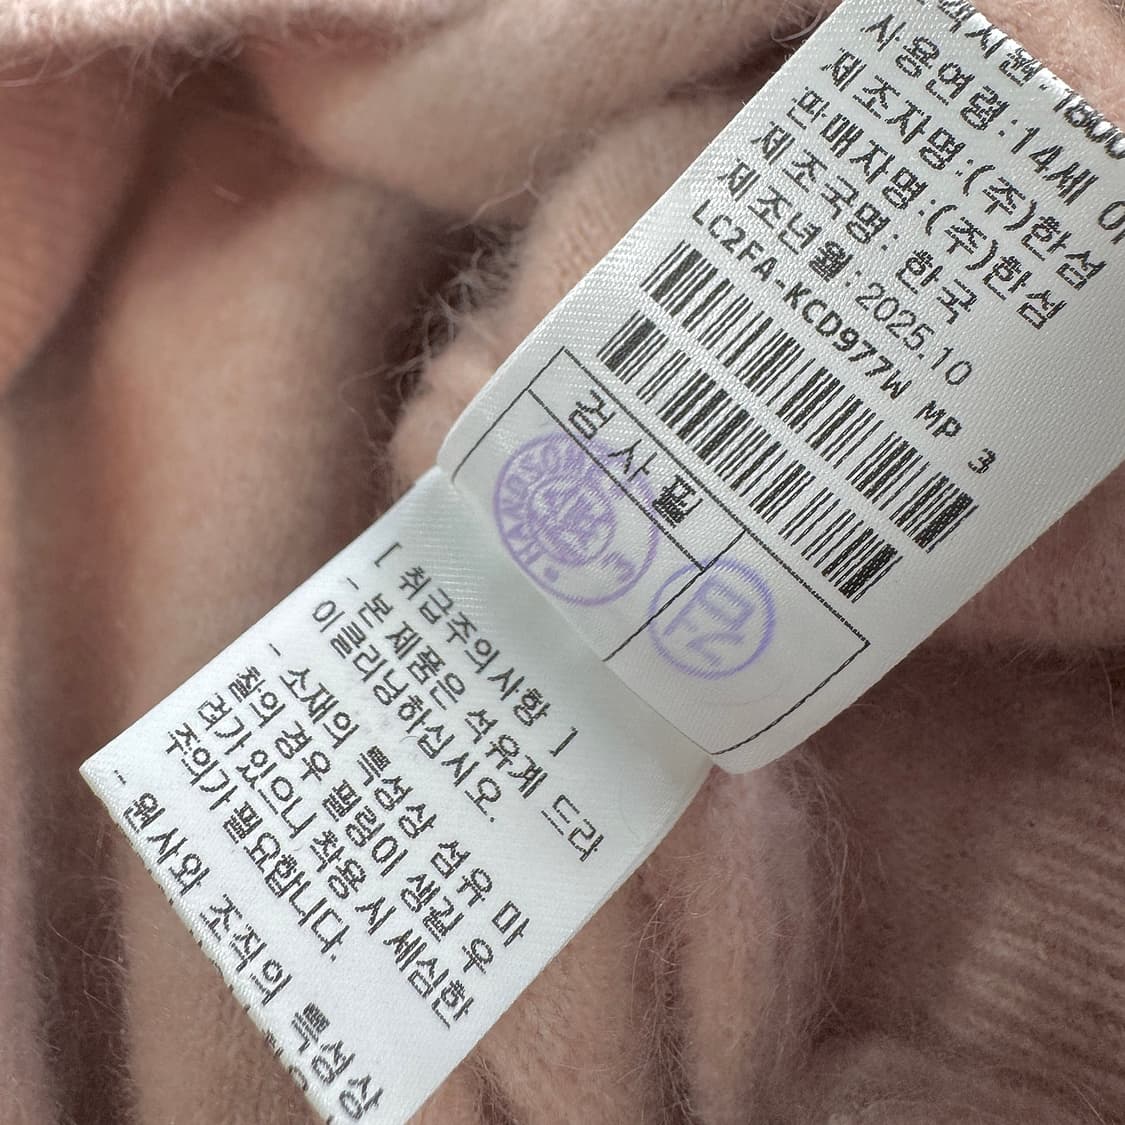 사용연령:14세 이
제조자명:(주)한섬
판매자명:(주)한섬
제조국명: 한국
제조년월: 2025.10
LC2FA-KCD977W MP 3
검사필
HANDSOME
[ 취급주의사항 ]
- 본 제품은 석유계 드라
이클리닝하십시오.
- 소재의 특성상 섬유 마
찰의 경우 필링이 생길 우
려가 있으니 착용 시 세심한
주의가 필요합니다.
- 원사와 조직의 특성상